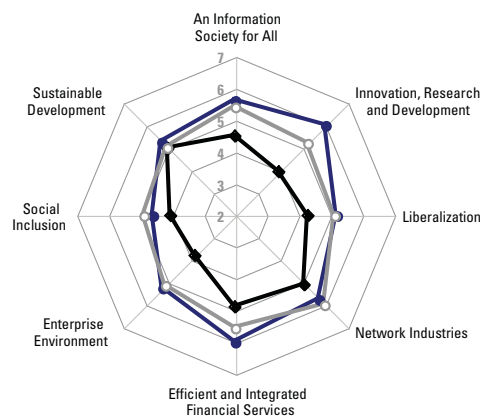 An Information
Society for All
Innovation, Research
and Development
Liberalization
Network Industries
Efficient and Integrated
Financial Services
Enterprise
Environment
Social
Inclusion
Sustainable
Development
7
6
5
4
3
2